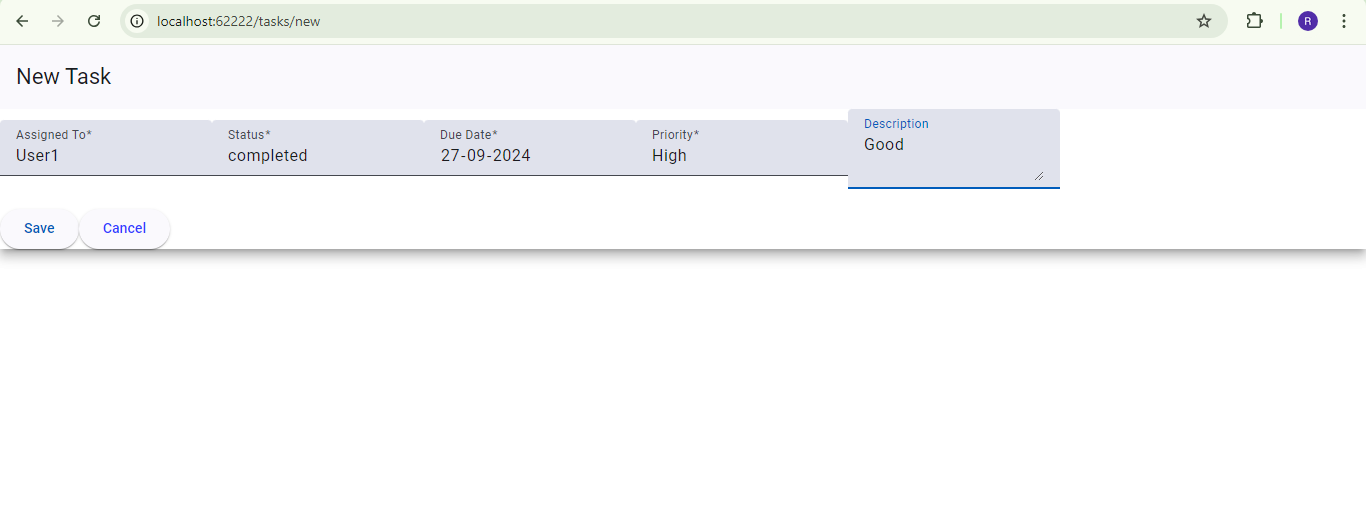 localhost:62222/tasks/new
R
New Task
Assigned To* Status* Due Date* Priority* Description
User1 completed 27-09-2024 High Good
Save Cancel